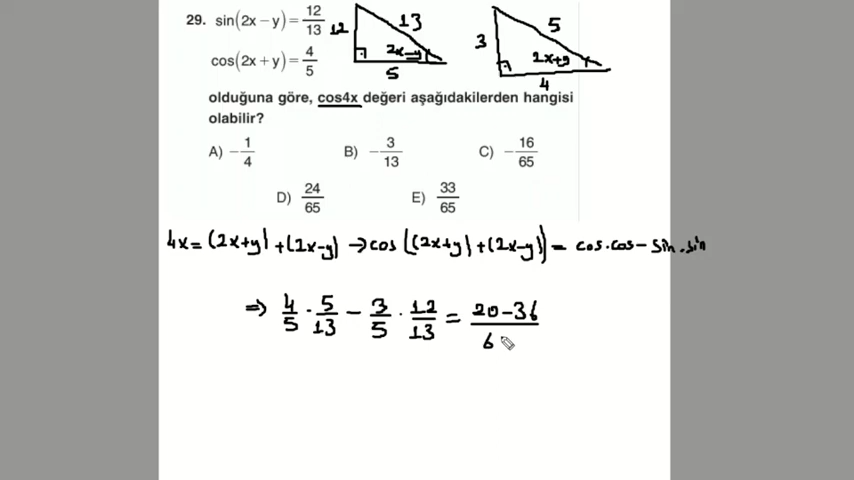 29. sin(2x−y)=12/13 12 13 2x−y 5
cos(2x+y)=4/5 3 5 2x+y 4
olduğuna göre, cos4x değeri aşağıdakilerden hangisi
olabilir?
A) −1/4 B) −3/13 C) −16/65
D) 24/65 E) 33/65
4x=(2x+y)+(2x−y)→cos((2x+y)+(2x−y))= cos.cos−sin.sin
⇒ 4/5 · 5/13 − 3/5 · 12/13 = 20−36/6